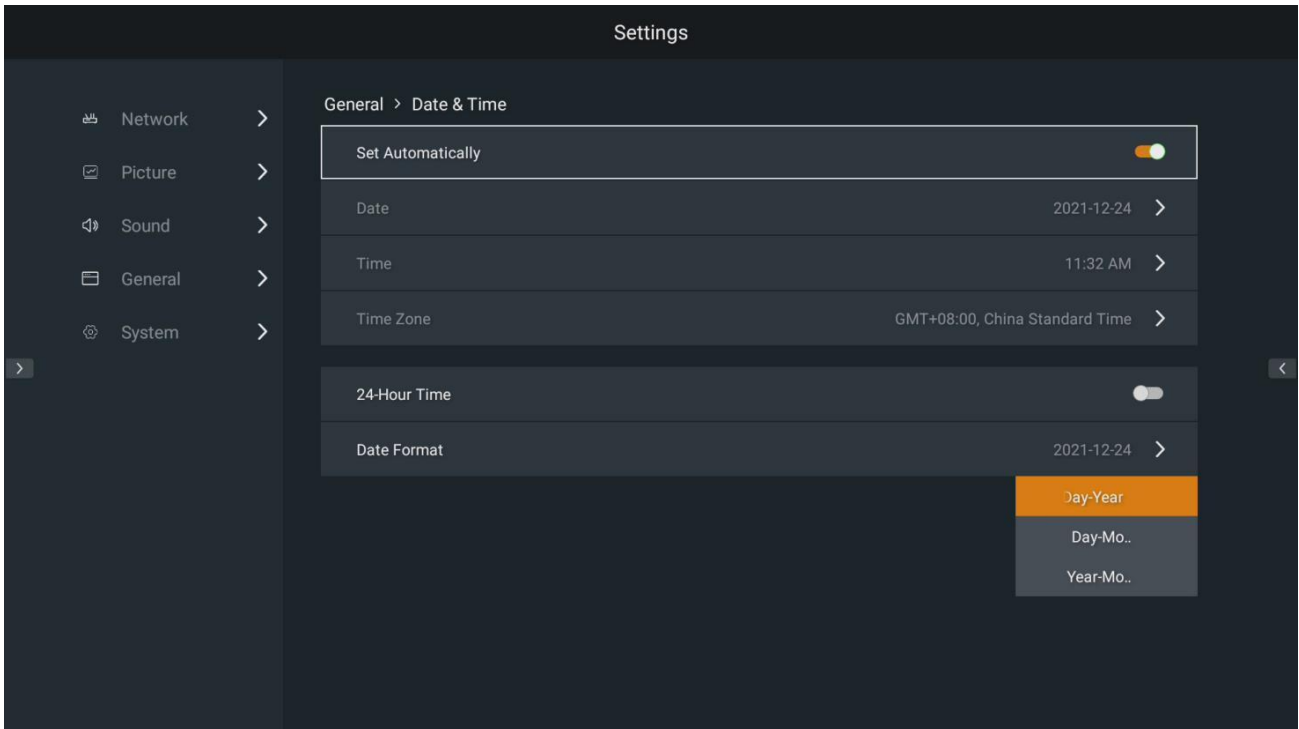 Settings
Network
Picture
Sound
General
System
General > Date & Time
Set Automatically
Date 2021-12-24
Time 11:32 AM
Time Zone GMT+08:00, China Standard Time
24-Hour Time
Date Format 2021-12-24
Day-Year
Day-Mo..
Year-Mo..